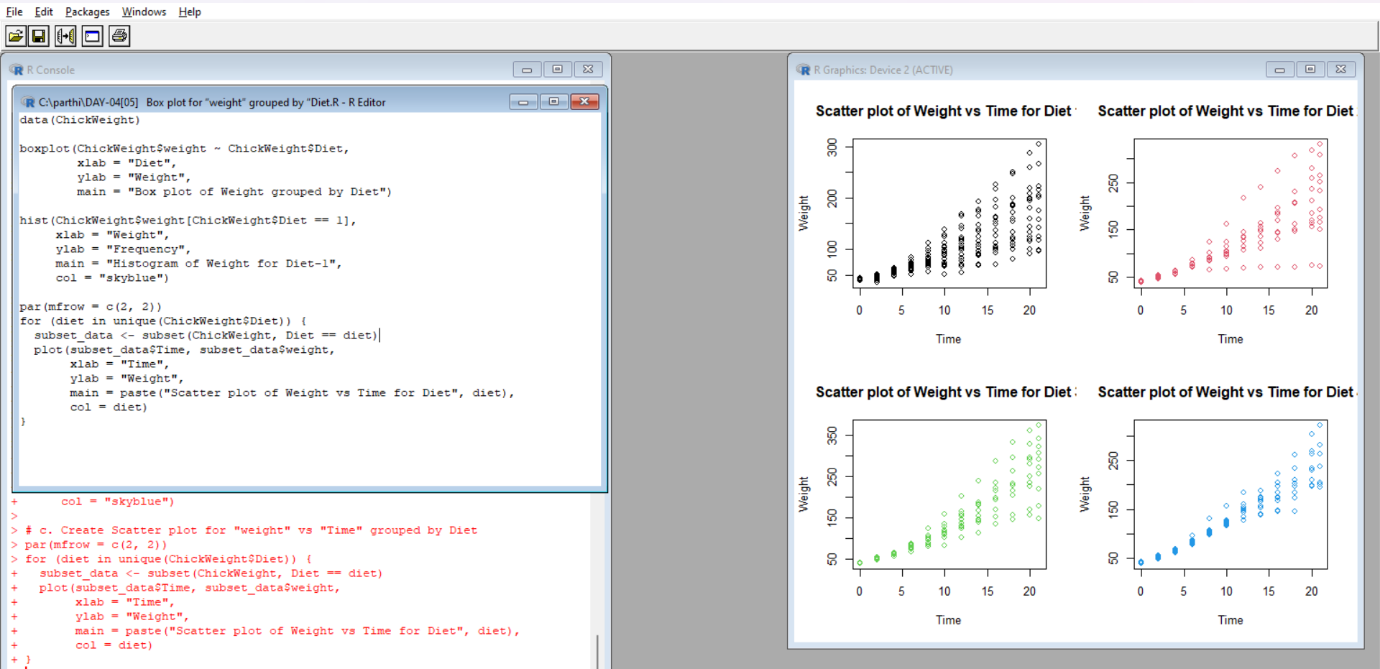 File Edit Packages Windows Help
R Console
C:\parthi\DAY-04[05] Box plot for "weight" grouped by "Diet.R - R Editor
data(ChickWeight)
boxplot(ChickWeight$weight ~ ChickWeight$Diet,
xlab = "Diet",
ylab = "Weight",
main = "Box plot of Weight grouped by Diet")
hist(ChickWeight$weight[ChickWeight$Diet == 1],
xlab = "Weight",
ylab = "Frequency",
main = "Histogram of Weight for Diet-1",
col = "skyblue")
par(mfrow = c(2, 2))
for (diet in unique(ChickWeight$Diet)) {
subset_data <- subset(ChickWeight, Diet == diet)
plot(subset_data$Time, subset_data$weight,
xlab = "Time",
ylab = "Weight",
main = paste("Scatter plot of Weight vs Time for Diet", diet),
col = diet)
}
+ col = "skyblue")
>
> # c. Create Scatter plot for "weight" vs "Time" grouped by Diet
> par(mfrow = c(2, 2))
> for (diet in unique(ChickWeight$Diet)) {
+ subset_data <- subset(ChickWeight, Diet == diet)
+ plot(subset_data$Time, subset_data$weight,
+ xlab = "Time",
+ ylab = "Weight",
+ main = paste("Scatter plot of Weight vs Time for Diet", diet),
+ col = diet)
+ }
R Graphics: Device 2 (ACTIVE)
Scatter plot of Weight vs Time for Diet
Weight
300
200
100
50
0 5 10 15 20
Time
Scatter plot of Weight vs Time for Diet
Weight
250
150
50
0 5 10 15 20
Time
Scatter plot of Weight vs Time for Diet
Weight
350
250
150
50
0 5 10 15 20
Time
Scatter plot of Weight vs Time for Diet
Weight
250
150
50
0 5 10 15 20
Time